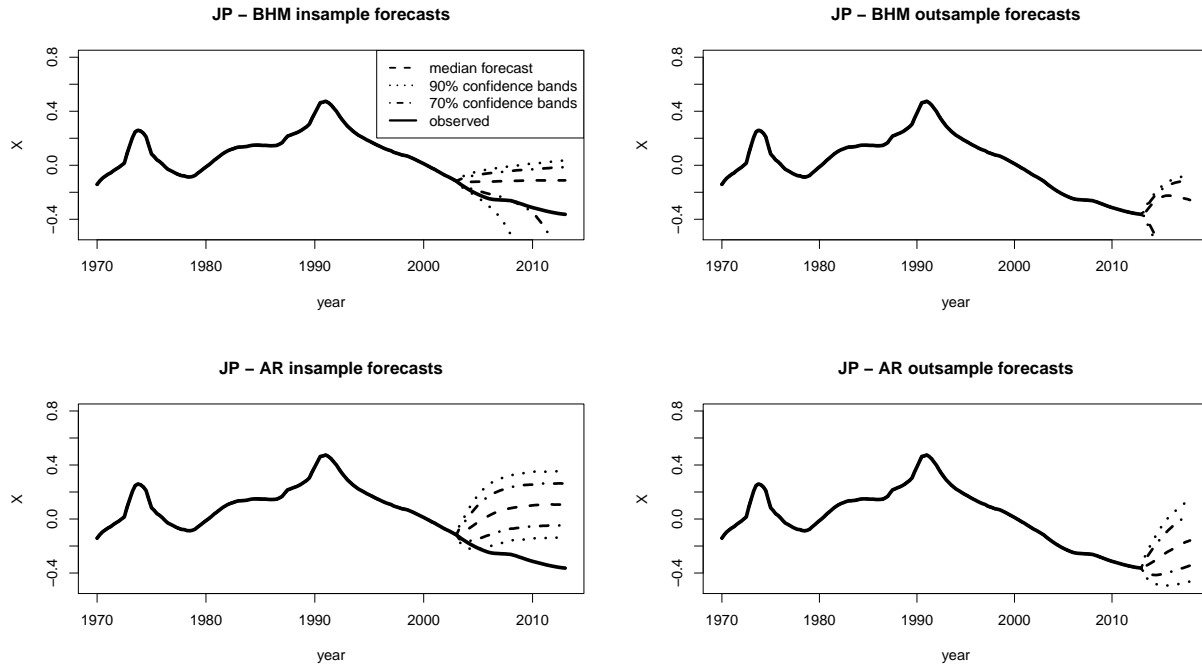 JP − BHM insample forecasts
X
0.8
0.4
0.0
−0.4
median forecast
90% confidence bands
70% confidence bands
observed
1970 1980 1990 2000 2010
year
JP − BHM outsample forecasts
X
0.8
0.4
0.0
−0.4
1970 1980 1990 2000 2010
year
JP − AR insample forecasts
X
0.8
0.4
0.0
−0.4
1970 1980 1990 2000 2010
year
JP − AR outsample forecasts
X
0.8
0.4
0.0
−0.4
1970 1980 1990 2000 2010
year